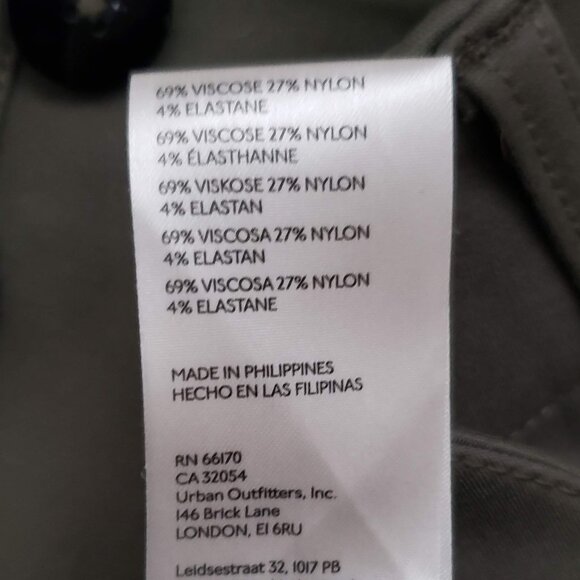 69% VISCOSE 27% NYLON
4% ELASTANE
69% VISCOSE 27% NYLON
4% ÉLASTHANNE
69% VISKOSE 27% NYLON
4% ELASTAN
69% VISCOSA 27% NYLON
4% ELASTAN
69% VISCOSA 27% NYLON
4% ELASTANE
MADE IN PHILIPPINES
HECHO EN LAS FILIPINAS
RN 66170
CA 32054
Urban Outfitters, Inc.
146 Brick Lane
LONDON, E1 6RU
Leidsestraat 32, 1017 PB